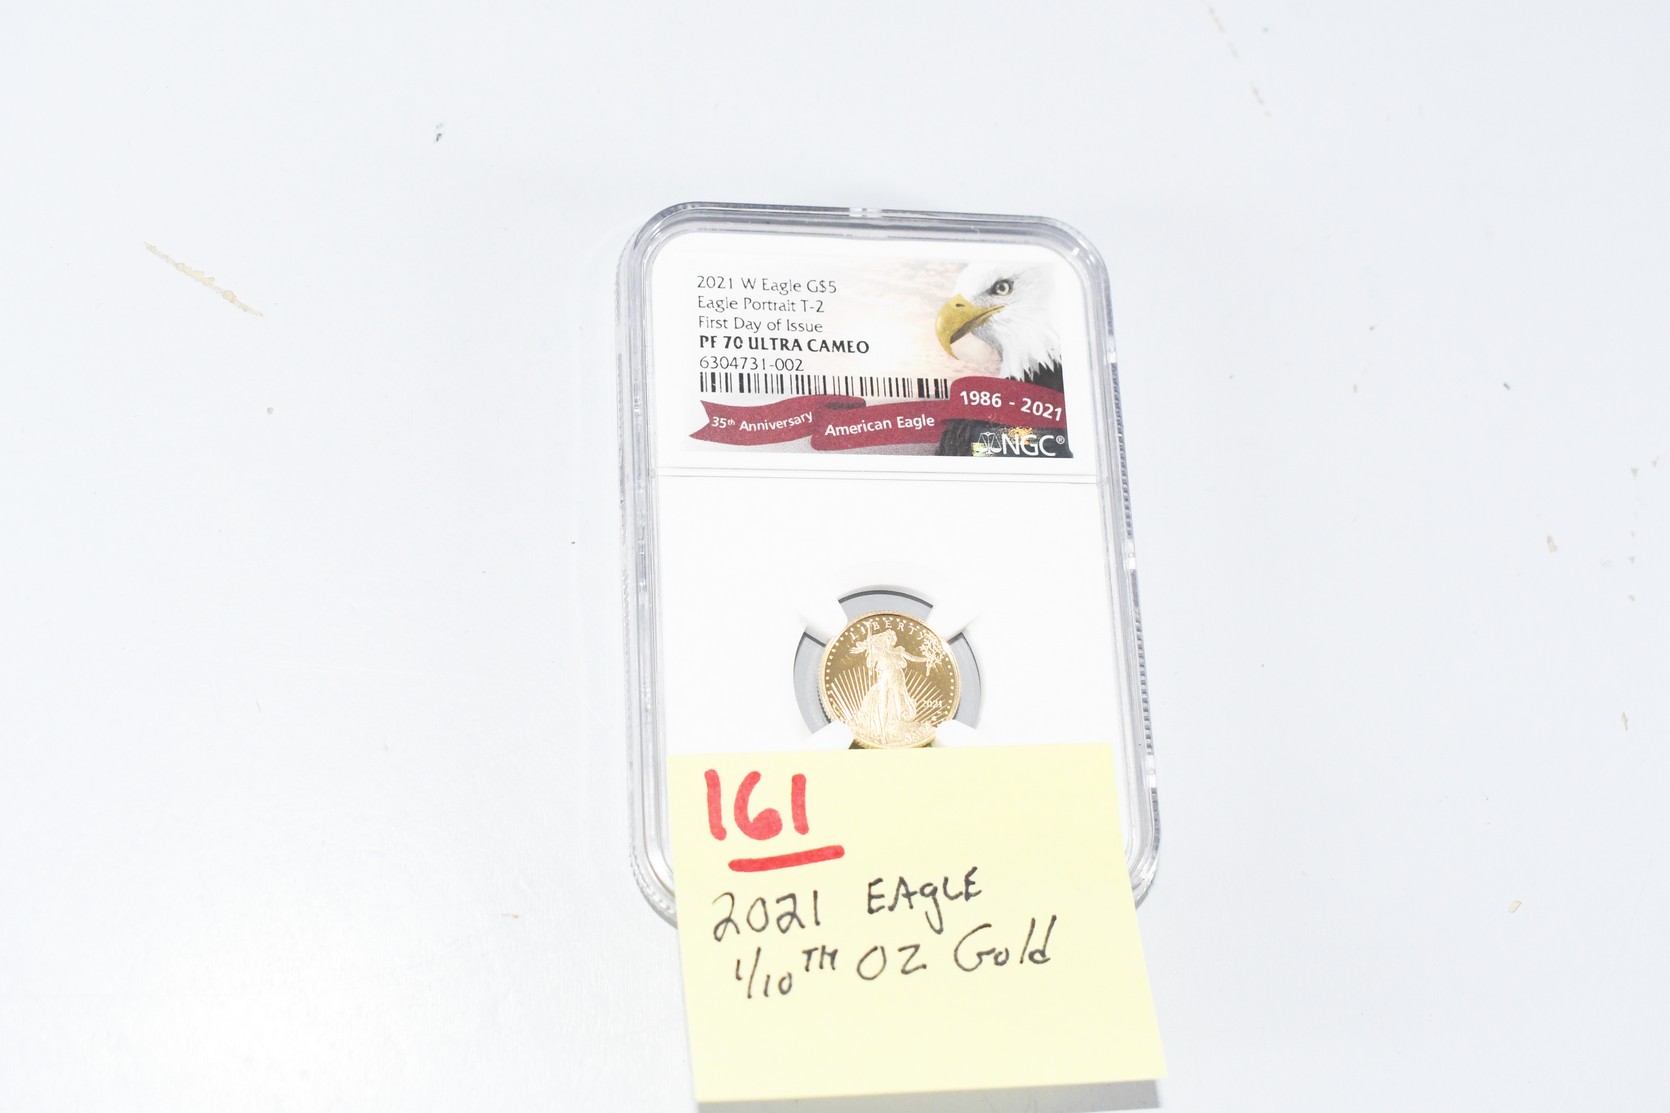 2021 W Eagle G$5
Eagle Portrait T-2
First Day of Issue
PF 70 ULTRA CAMEO
6304731-002
35th Anniversary American Eagle 1986 - 2021
NGC®
LIBERTY
2021
161
2021 EAgLE
1/10TH OZ Gold